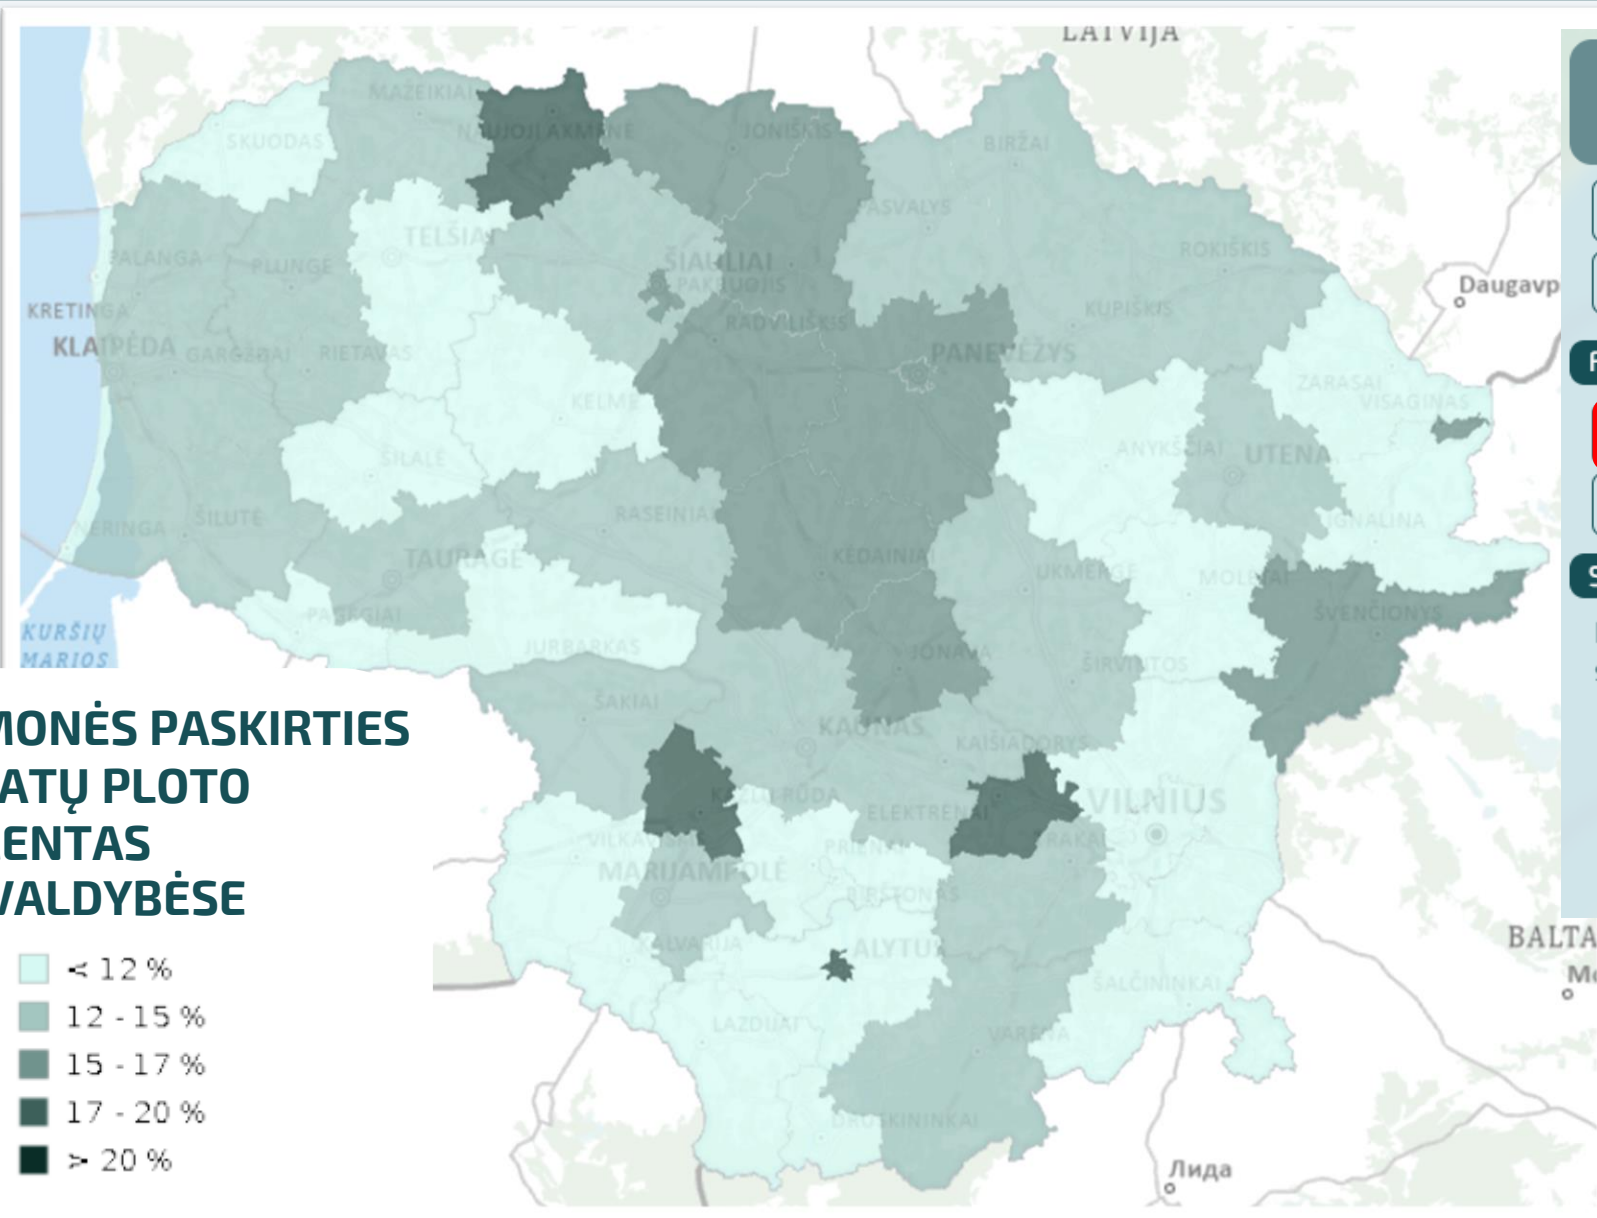 LATVIJA
MAŽEIKIAI
NAUJOJI AKMENĖ
JONIŠKIS
SKUODAS
BIRŽAI
PASVALYS
TELŠIAI
ROKIŠKIS
PALANGA
PLUNGĖ
ŠIAULIAI
PAKRUOJIS
Daugavp
KRETINGA
RADVILIŠKIS
KUPIŠKIS
KLAIPĖDA
GARGŽDAI
RIETAVAS
PANEVĖŽYS
ZARASAI
VISAGINAS
KELMĖ
ŠILALĖ
ANYKŠČIAI
UTENA
NERINGA
ŠILUTĖ
RASEINIAI
IGNALINA
TAURAGĖ
KĖDAINIAI
UKMERGĖ
MOLĖTAI
PAGĖGIAI
ŠVENČIONYS
KURŠIŲ
MARIOS
JURBARKAS
JONAVA
ŠIRVINTOS
ŠAKIAI
KAUNAS
KAIŠIADORYS
MONĖS PASKIRTIES
ATŲ PLOTO
ENTAS
VALDYBĖSE
KAZLŲ RŪDA
ELEKTRĖNAI
VILNIUS
VILKAVIŠKIS
PRIENAI
TRAKAI
MARIJAMPOLĖ
BIRŠTONAS
KALVARIJA
ALYTUS
BALTA
ŠALČININKAI
LAZDIJAI
VARĖNA
DRUSKININKAI
Лида
< 12 %
12 - 15 %
15 - 17 %
17 - 20 %
> 20 %